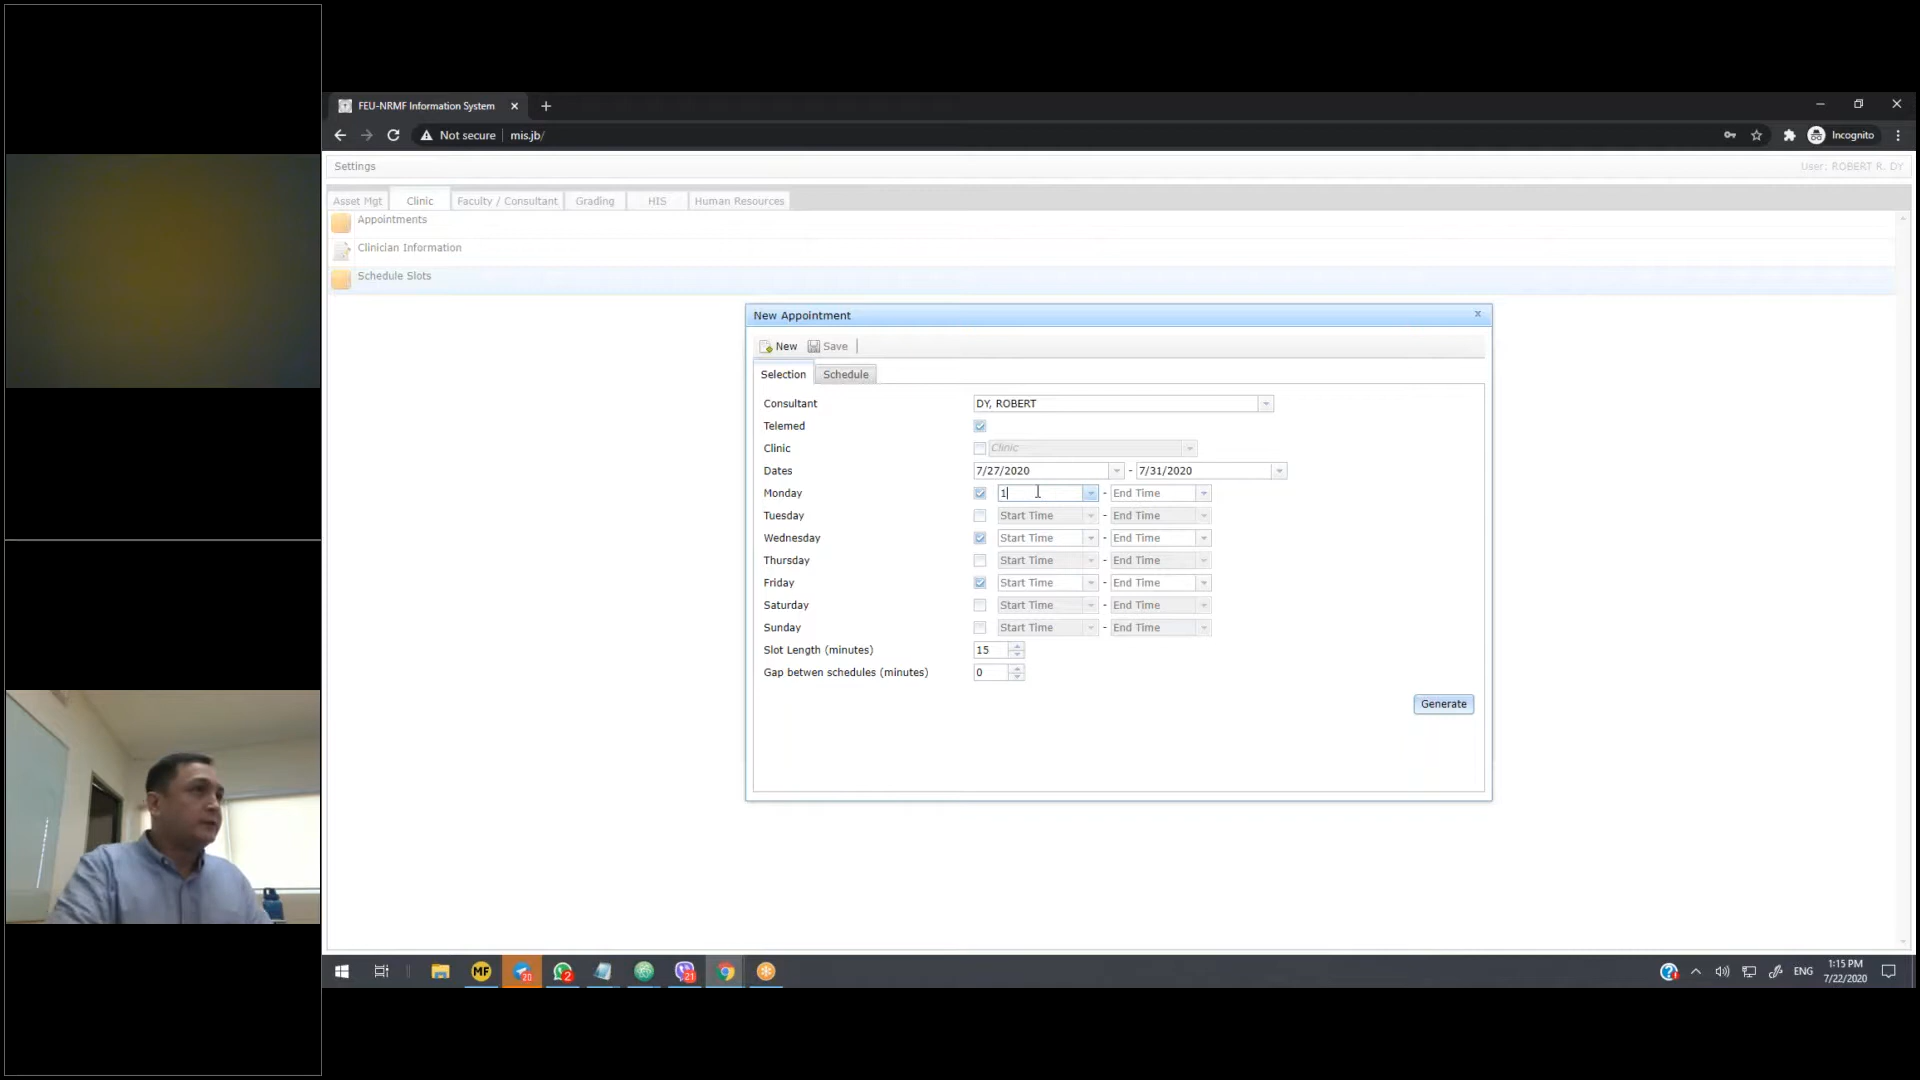 FEU-NRMF Information System
Not secure mis.jb/
Incognito
Settings
User: ROBERT R. DY
Asset Mgt Clinic Faculty / Consultant Grading HIS Human Resources
Appointments
Clinician Information
Schedule Slots
New Appointment
New Save
Selection Schedule
Consultant DY, ROBERT
Telemed
Clinic Clinic
Dates 7/27/2020 - 7/31/2020
Monday 1 - End Time
Tuesday Start Time - End Time
Wednesday Start Time - End Time
Thursday Start Time - End Time
Friday Start Time - End Time
Saturday Start Time - End Time
Sunday Start Time - End Time
Slot Length (minutes) 15
Gap betwen schedules (minutes) 0
Generate
MF 20 2 21
ENG 1:15 PM
7/22/2020